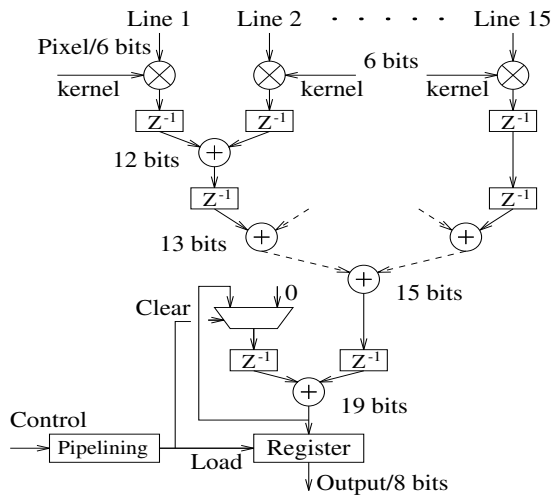 Line 1 Line 2 · · · · · Line 15
Pixel/6 bits
6 bits
kernel kernel kernel
Z⁻¹ Z⁻¹ Z⁻¹
+
12 bits
Z⁻¹ Z⁻¹
+ +
13 bits
+
15 bits
0
Clear
Z⁻¹ Z⁻¹
+
19 bits
Control
Pipelining
Load
Register
Output/8 bits